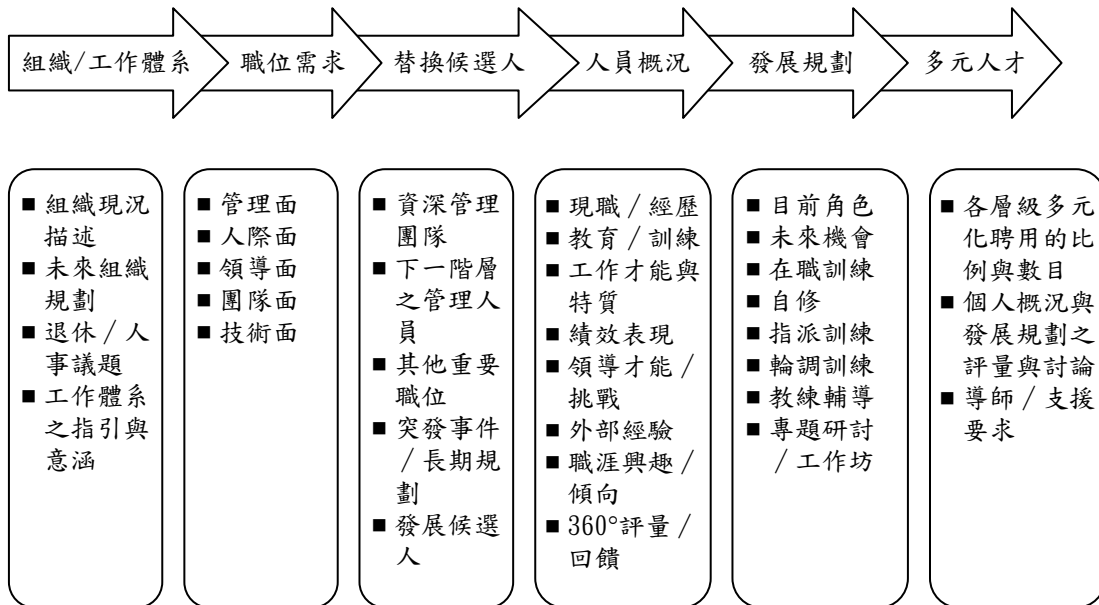 組織/工作體系
職位需求
替換候選人
人員概況
發展規劃
多元人才
■ 組織現況
描述
■ 未來組織
規劃
■ 退休／人
事議題
■ 工作體系
之指引與
意涵
■ 管理面
■ 人際面
■ 領導面
■ 團隊面
■ 技術面
■ 資深管理
團隊
■ 下一階層
之管理人
員
■ 其他重要
職位
■ 突發事件
／長期規
劃
■ 發展候選
人
■ 現職／經歷
■ 教育／訓練
■ 工作才能與
特質
■ 績效表現
■ 領導才能／
挑戰
■ 外部經驗
■ 職涯興趣／
傾向
■ 360°評量／
回饋
■ 目前角色
■ 未來機會
■ 在職訓練
■ 自修
■ 指派訓練
■ 輪調訓練
■ 教練輔導
■ 專題研討
／工作坊
■ 各層級多元
化聘用的比
例與數目
■ 個人概況與
發展規劃之
評量與討論
■ 導師／支援
要求